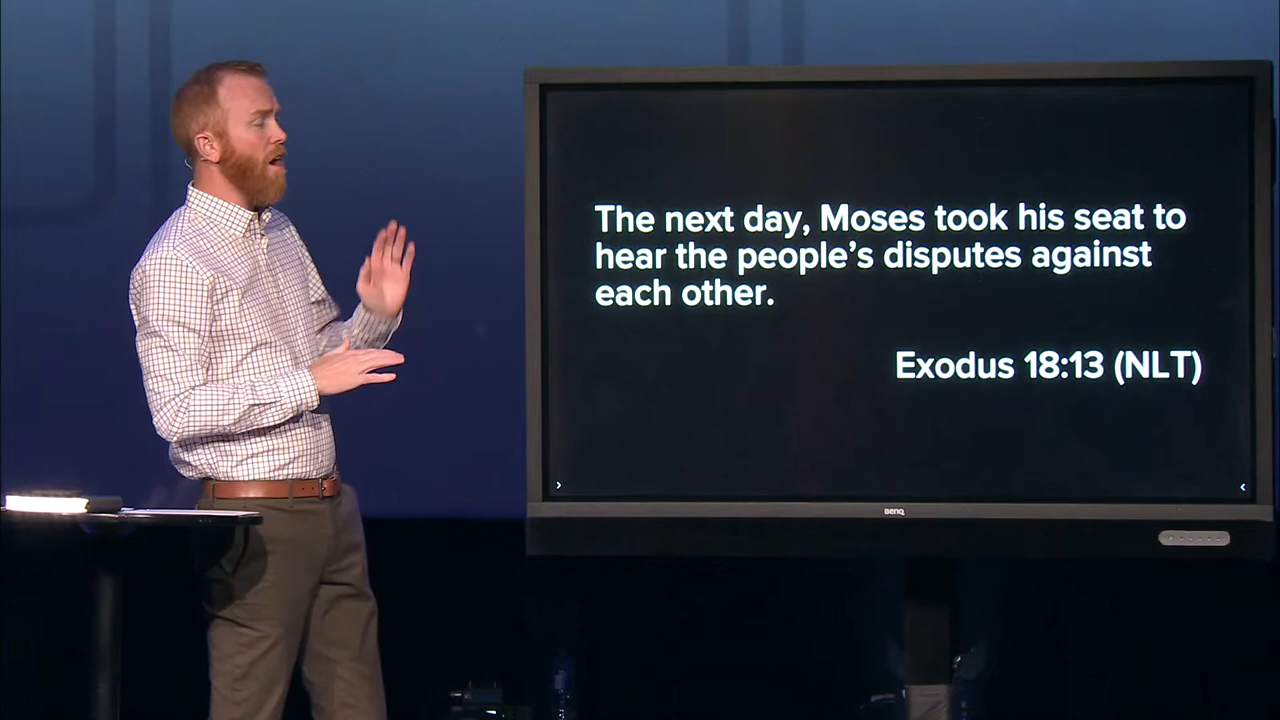 The next day, Moses took his seat to
hear the people’s disputes against
each other.
Exodus 18:13 (NLT)
BenQ